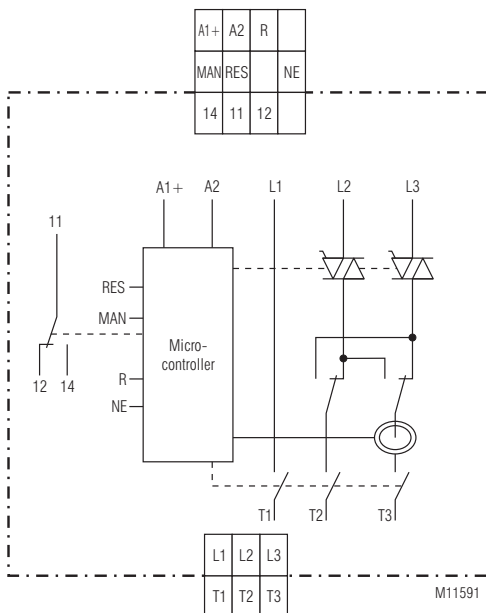 A1+ A2 R
MAN RES NE
14 11 12
A1+ A2 L1 L2 L3
11
RES
MAN
Micro-
controller
12 14
R
NE
T1 T2 T3
L1 L2 L3
T1 T2 T3
M11591